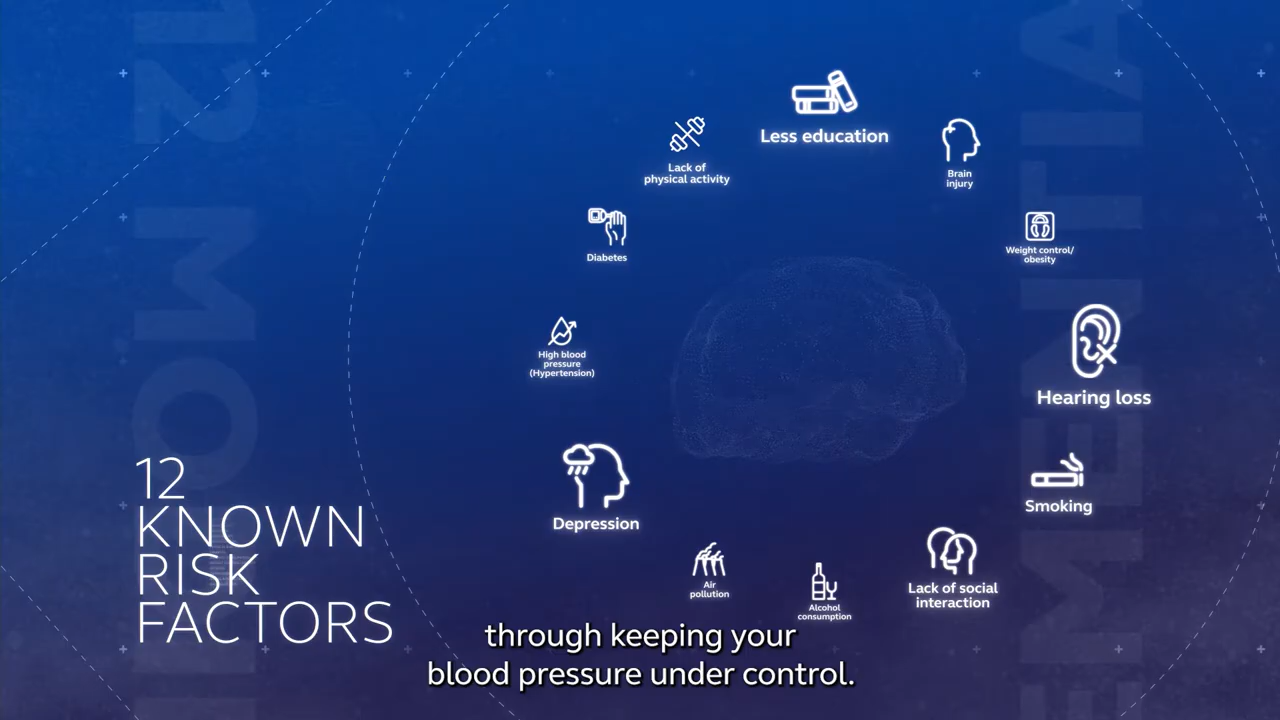 Less education
Lack of
physical activity
Brain
injury
Diabetes
Weight control/
obesity
High blood
pressure
(Hypertension)
Hearing loss
Depression
Smoking
Air
pollution
Alcohol
consumption
Lack of social
interaction
12
KNOWN
RISK
FACTORS
through keeping your
blood pressure under control.